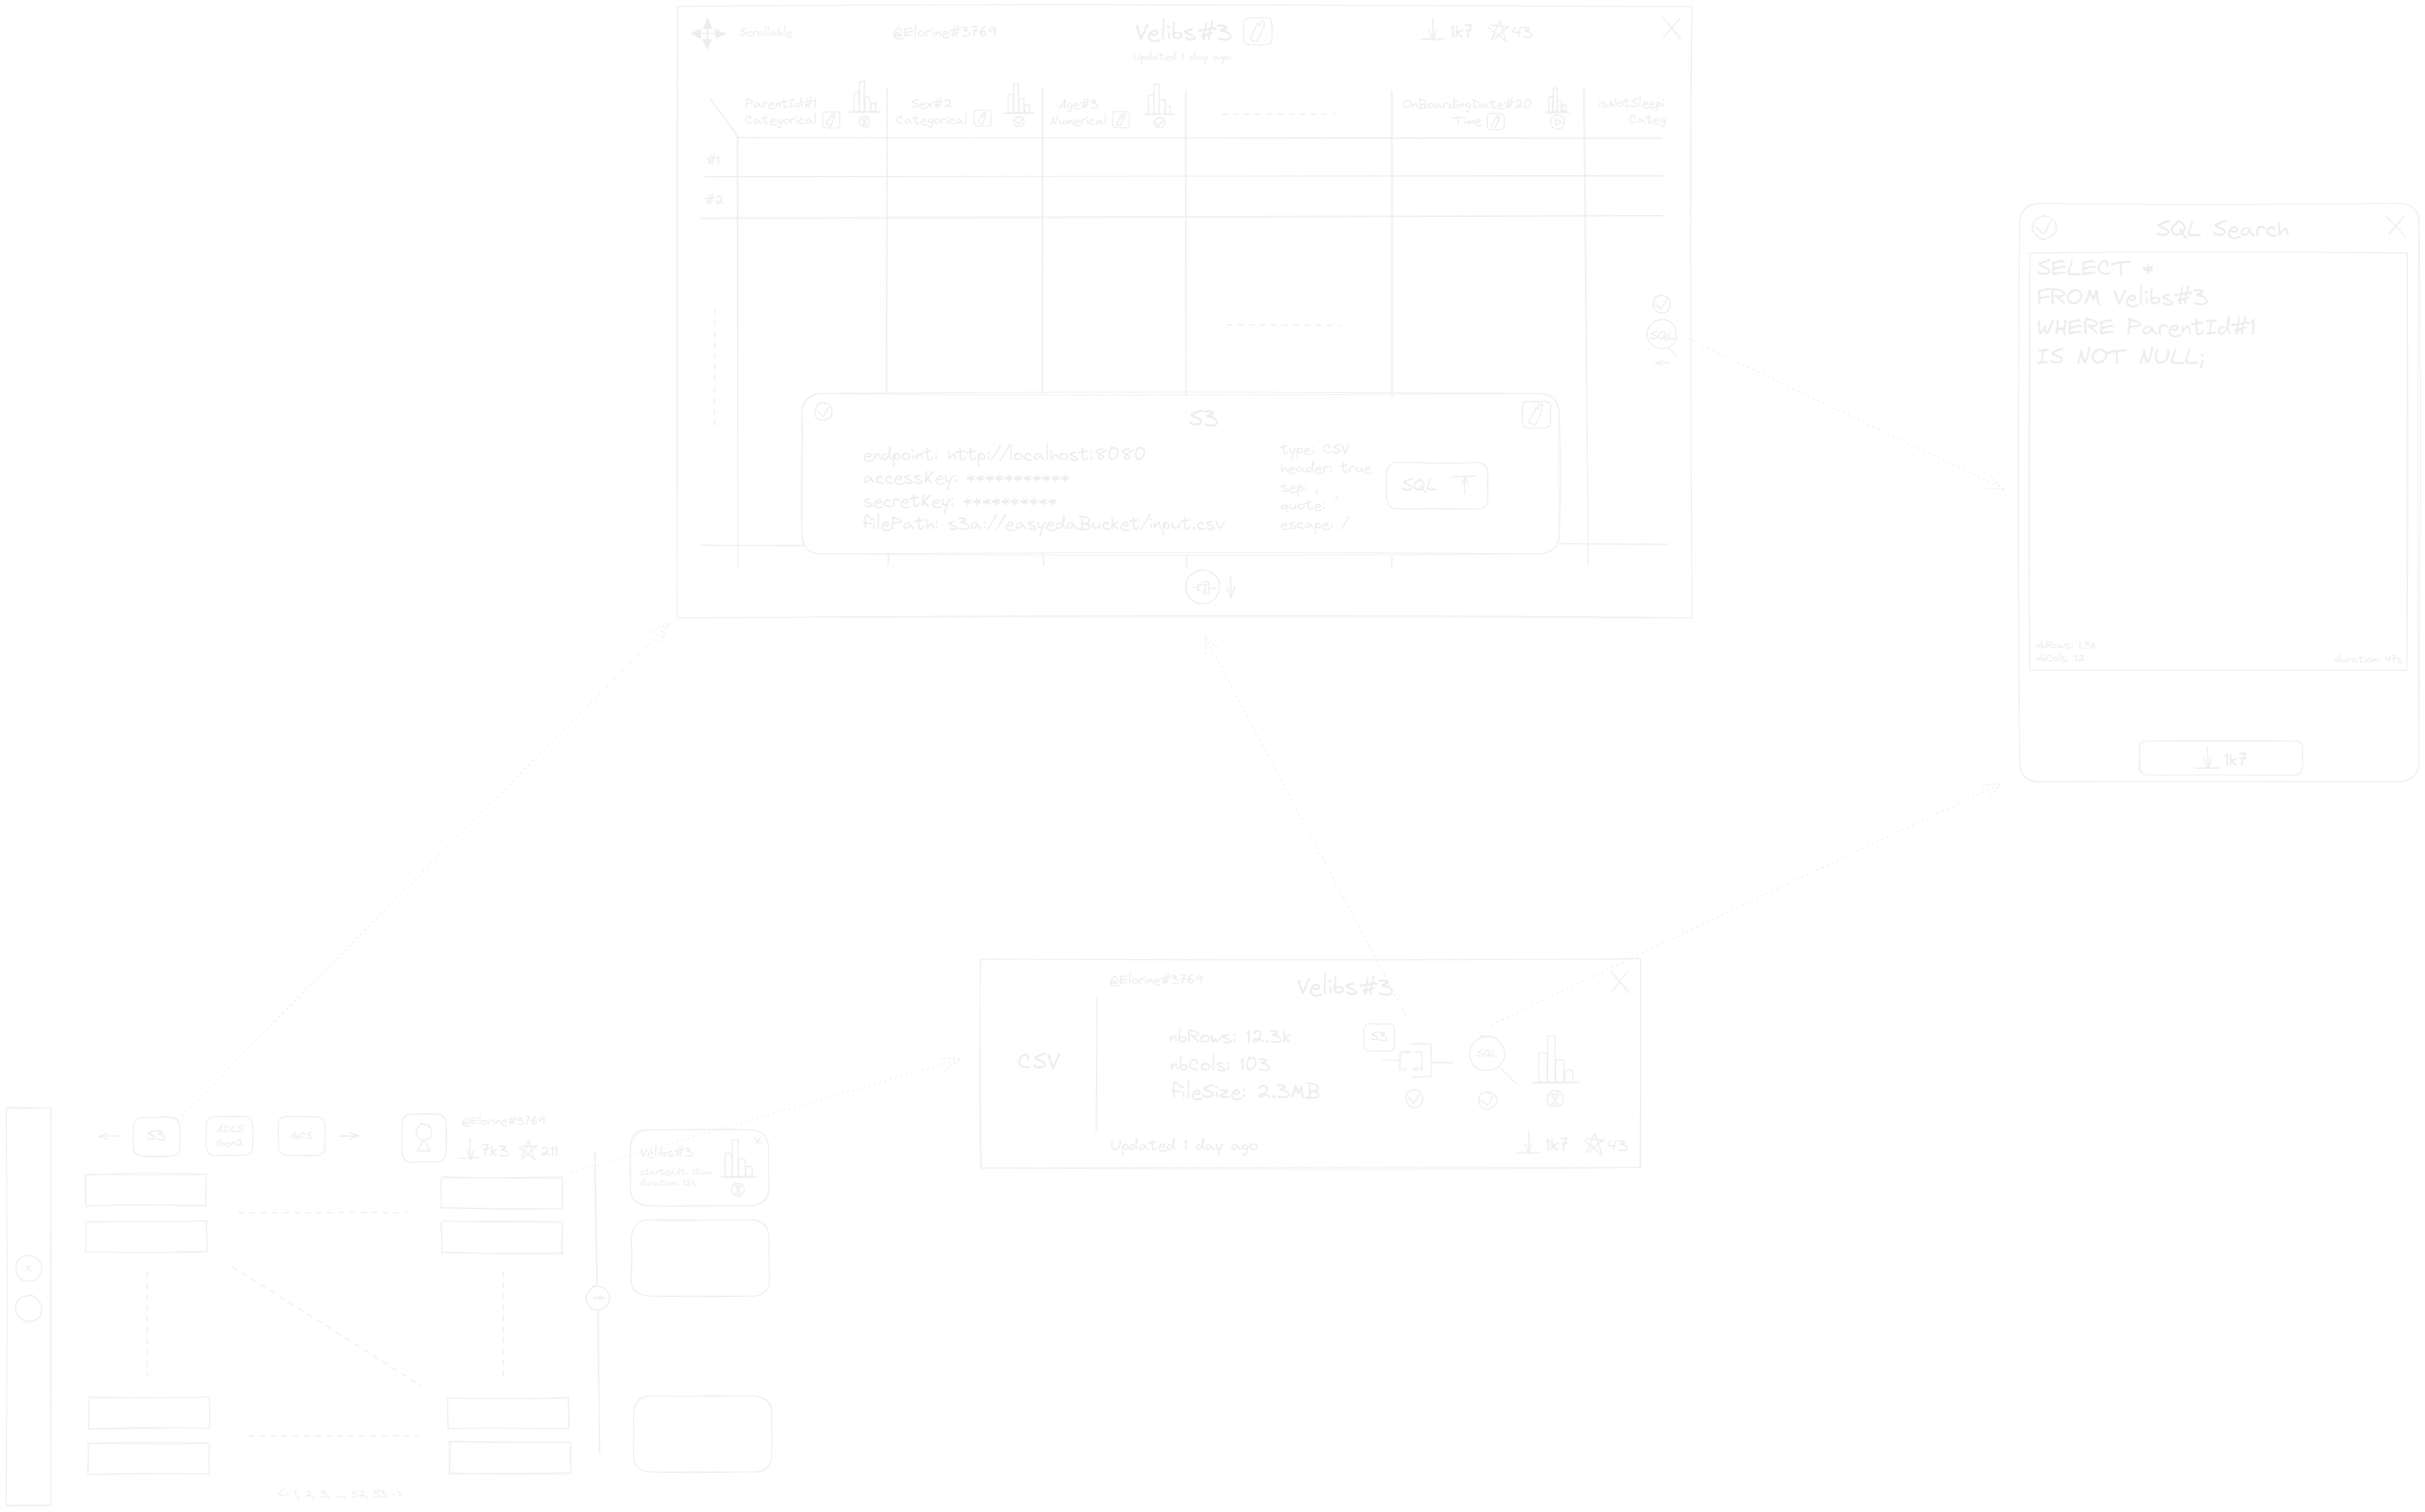 Scrollable
@Elorine#3769
Velibs#3
1k7
43
Updated 1 day ago
ParentId#1
Categorical
Sex#2
Categorical
Age#3
Numerical
OnBoardingDate#20
Time
isNotSleepi
Categ
#1
#2
SQL
S3
endpoint: http://localhost:8080
accessKey: ***********
secretKey: **********
filePath: s3a://easyedaBucket/input.csv
type: CSV
header: true
sep: ,
quote: "
escape: /
SQL
SQL Search
SELECT *
FROM Velibs#3
WHERE ParentId#1
IS NOT NULL;
nbRows: 1.3k
nbCols: 12
duration: 47s
1k7
@Elorine#3769
Velibs#3
CSV
nbRows: 12.3k
nbCols: 103
fileSize: 2.3MB
S3
SQL
Updated 1 day ago
1k7
43
S3
ADLS
Gen2
GCS
@Elorine#3769
7k3
211
Velibs#3
startedAt: 12am
duration: 12s
<- 1, 2, 3, ..., 52, 53 ->